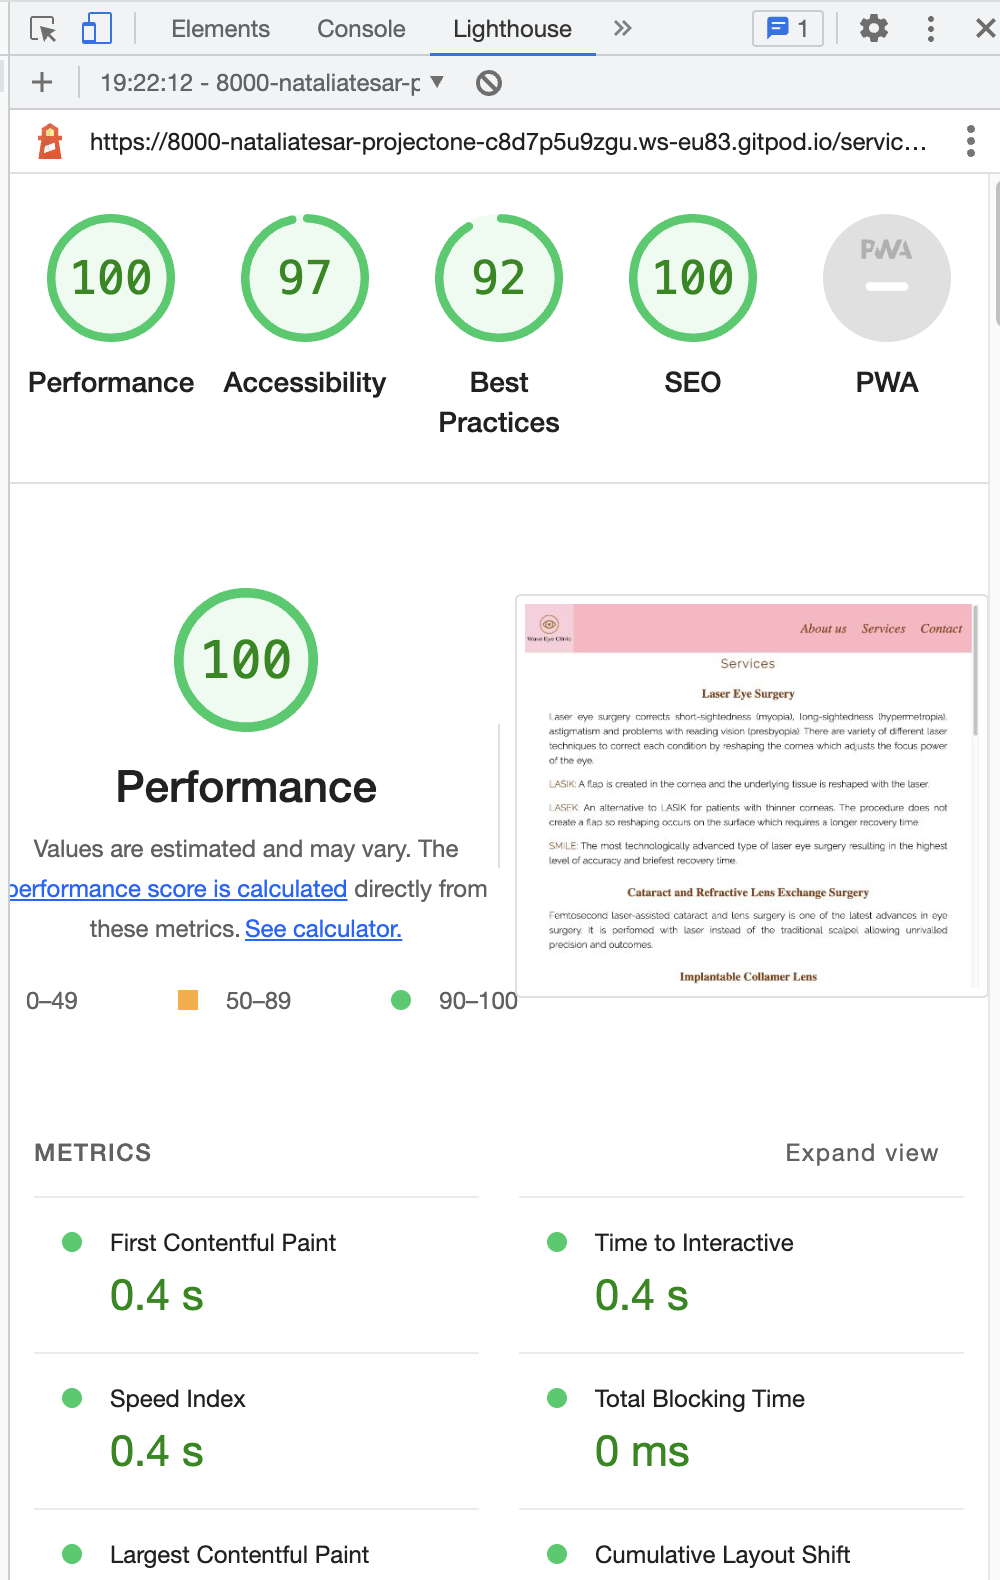 Elements Console Lighthouse 1
19:22:12 - 8000-nataliatesar-p
https://8000-nataliatesar-projectone-c8d7p5u9zgu.ws-eu83.gitpod.io/servic...
100 97 92 100 PWA
Performance Accessibility Best Practices SEO PWA
100
Performance
Values are estimated and may vary. The
performance score is calculated directly from
these metrics. See calculator.
0–49 50–89 90–100
Wave Eye Clinic
About us Services Contact
Services
Laser Eye Surgery
Laser eye surgery corrects short-sightedness (myopia), long-sightedness (hypermetropia),
astigmatism and problems with reading vision (presbyopia). There are variety of different laser
techniques to correct each condition by reshaping the cornea which adjusts the focus power
of the eye.
LASIK: A flap is created in the cornea and the underlying tissue is reshaped with the laser.
LASEK: An alternative to LASIK for patients with thinner corneas. The procedure does not
create a flap so reshaping occurs on the surface which requires a longer recovery time.
SMILE: The most technologically advanced type of laser eye surgery resulting in the highest
level of accuracy and briefest recovery time.
Cataract and Refractive Lens Exchange Surgery
Femtosecond laser-assisted cataract and lens surgery is one of the latest advances in eye
surgery. It is perfomed with laser instead of the traditional scalpel allowing unrivalled
precision and outcomes.
Implantable Collamer Lens
METRICS Expand view
First Contentful Paint
0.4 s
Time to Interactive
0.4 s
Speed Index
0.4 s
Total Blocking Time
0 ms
Largest Contentful Paint
Cumulative Layout Shift